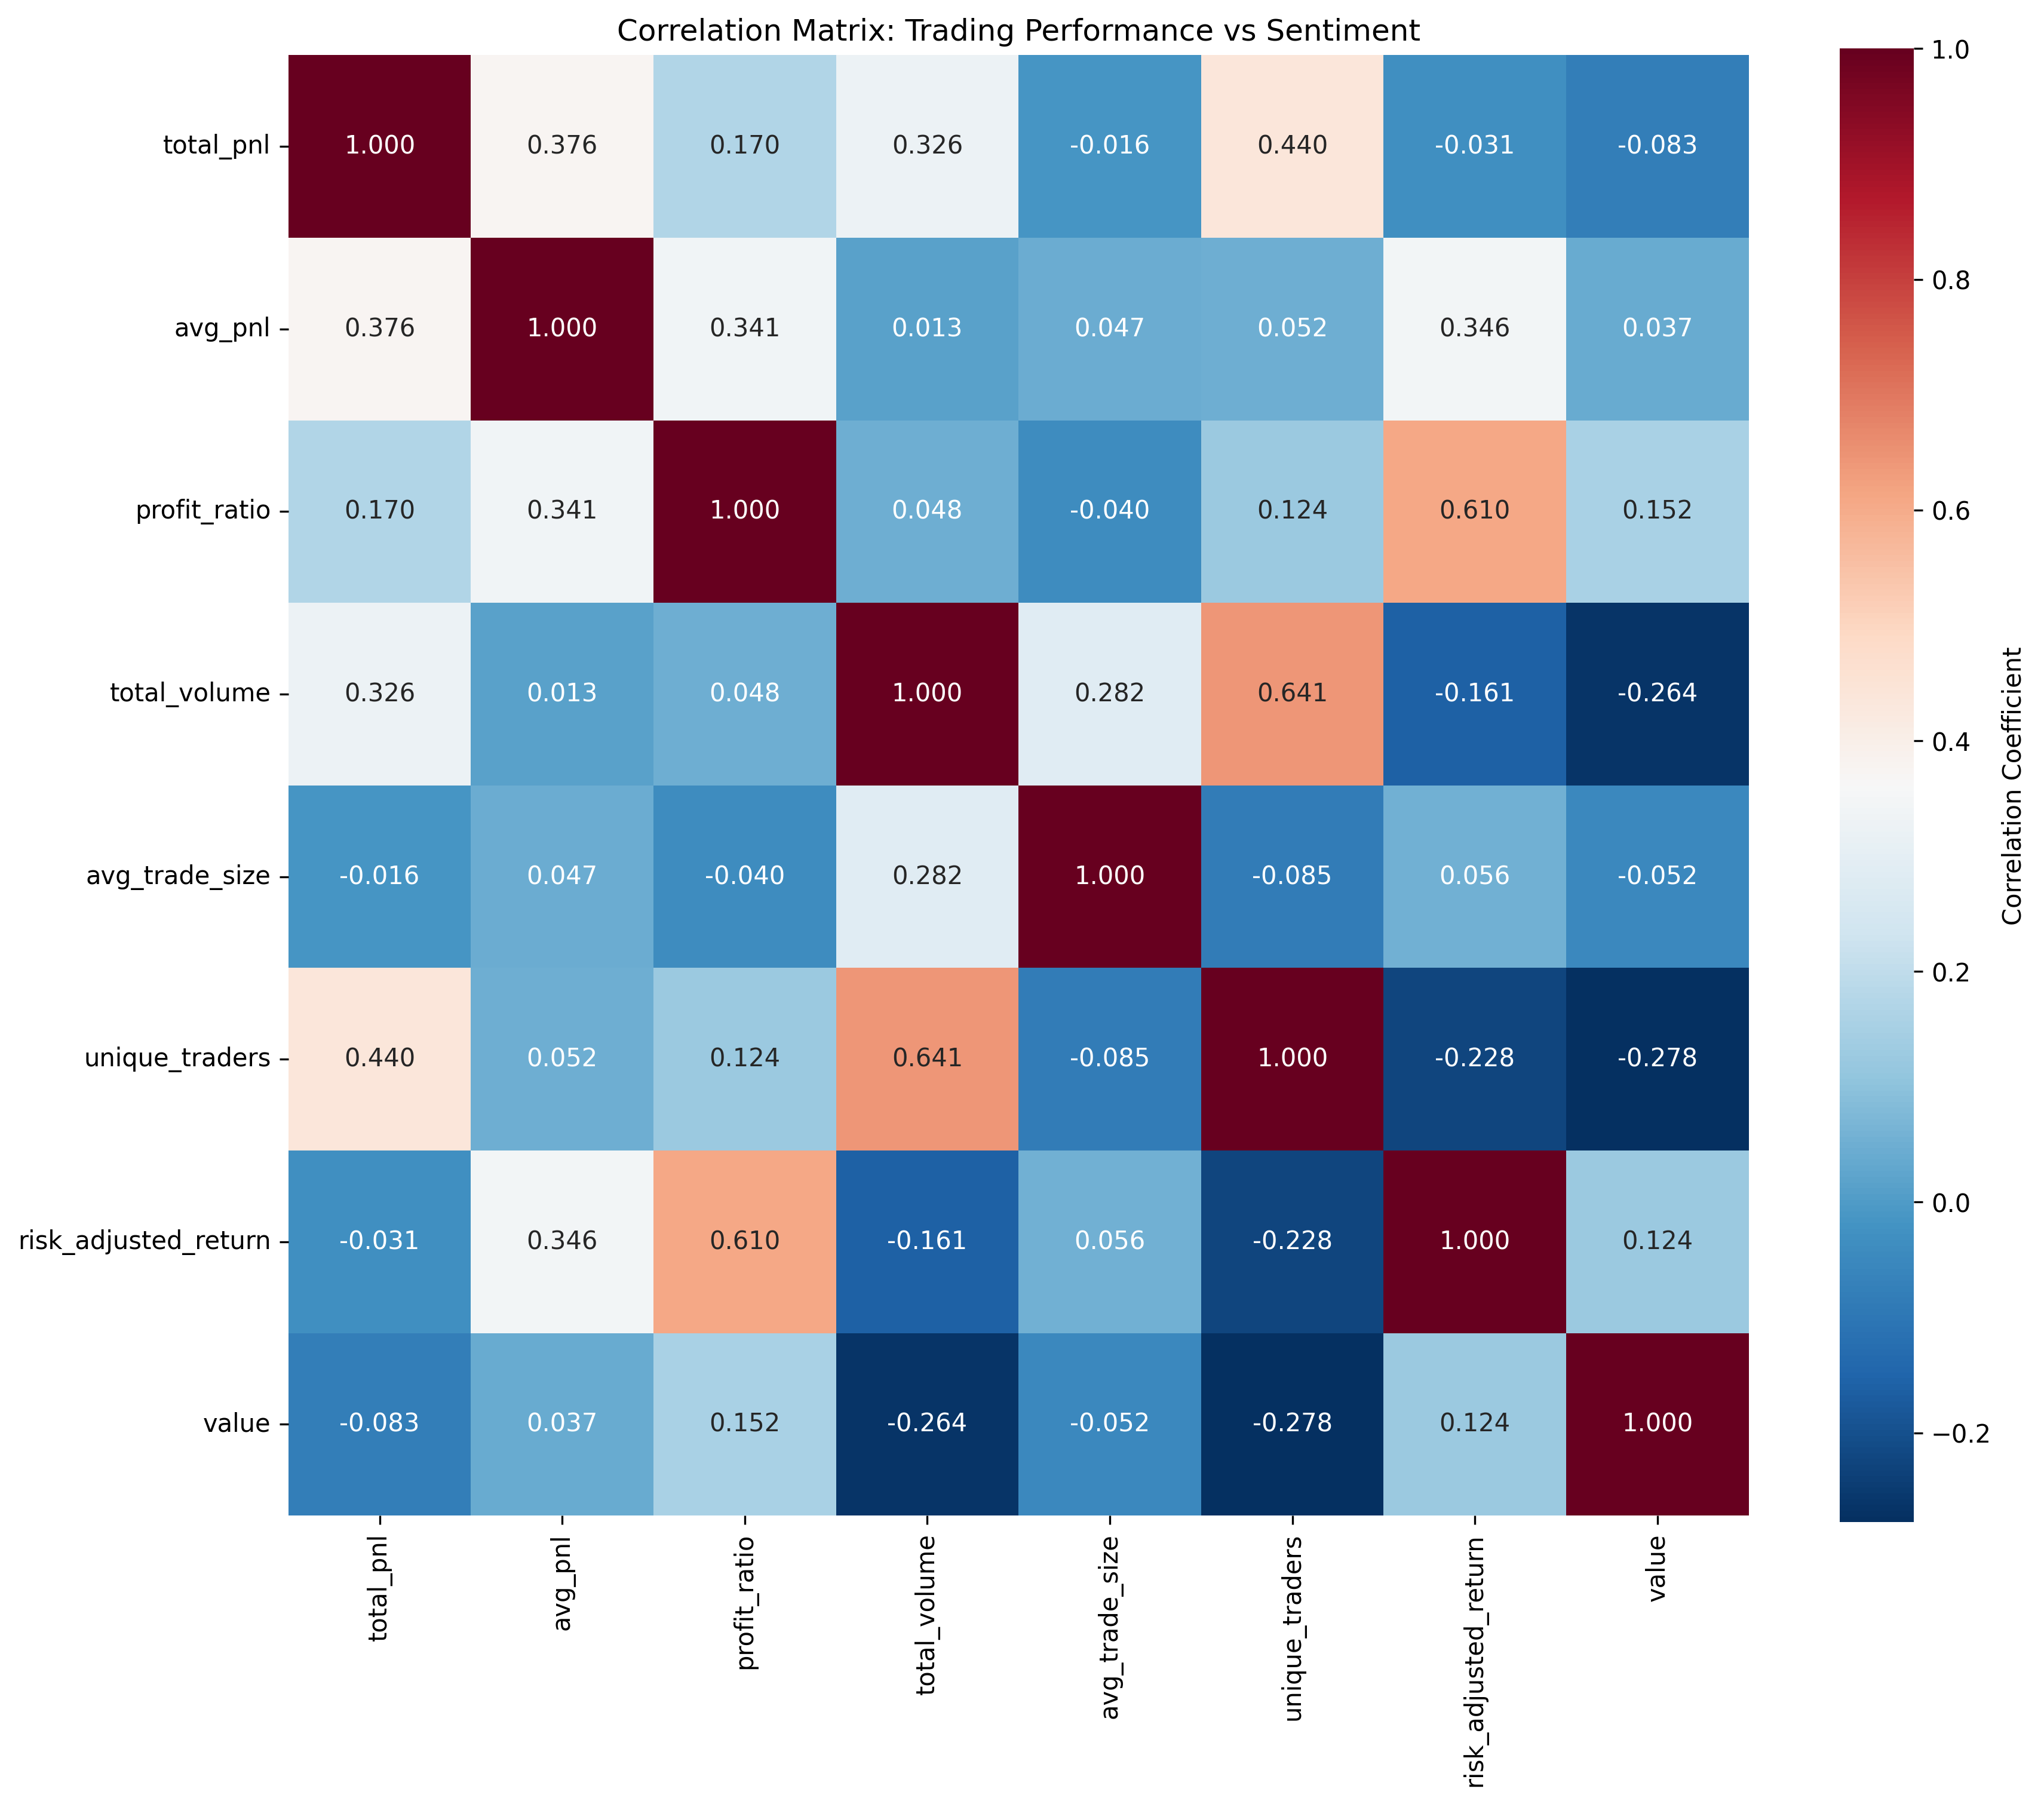 Correlation Matrix: Trading Performance vs Sentiment
total_pnl 1.000 0.376 0.170 0.326 -0.016 0.440 -0.031 -0.083
avg_pnl 0.376 1.000 0.341 0.013 0.047 0.052 0.346 0.037
profit_ratio 0.170 0.341 1.000 0.048 -0.040 0.124 0.610 0.152
total_volume 0.326 0.013 0.048 1.000 0.282 0.641 -0.161 -0.264
avg_trade_size -0.016 0.047 -0.040 0.282 1.000 -0.085 0.056 -0.052
unique_traders 0.440 0.052 0.124 0.641 -0.085 1.000 -0.228 -0.278
risk_adjusted_return -0.031 0.346 0.610 -0.161 0.056 -0.228 1.000 0.124
value -0.083 0.037 0.152 -0.264 -0.052 -0.278 0.124 1.000
total_pnl
avg_pnl
profit_ratio
total_volume
avg_trade_size
unique_traders
risk_adjusted_return
value
1.0
0.8
0.6
0.4
0.2
0.0
−0.2
Correlation Coefficient